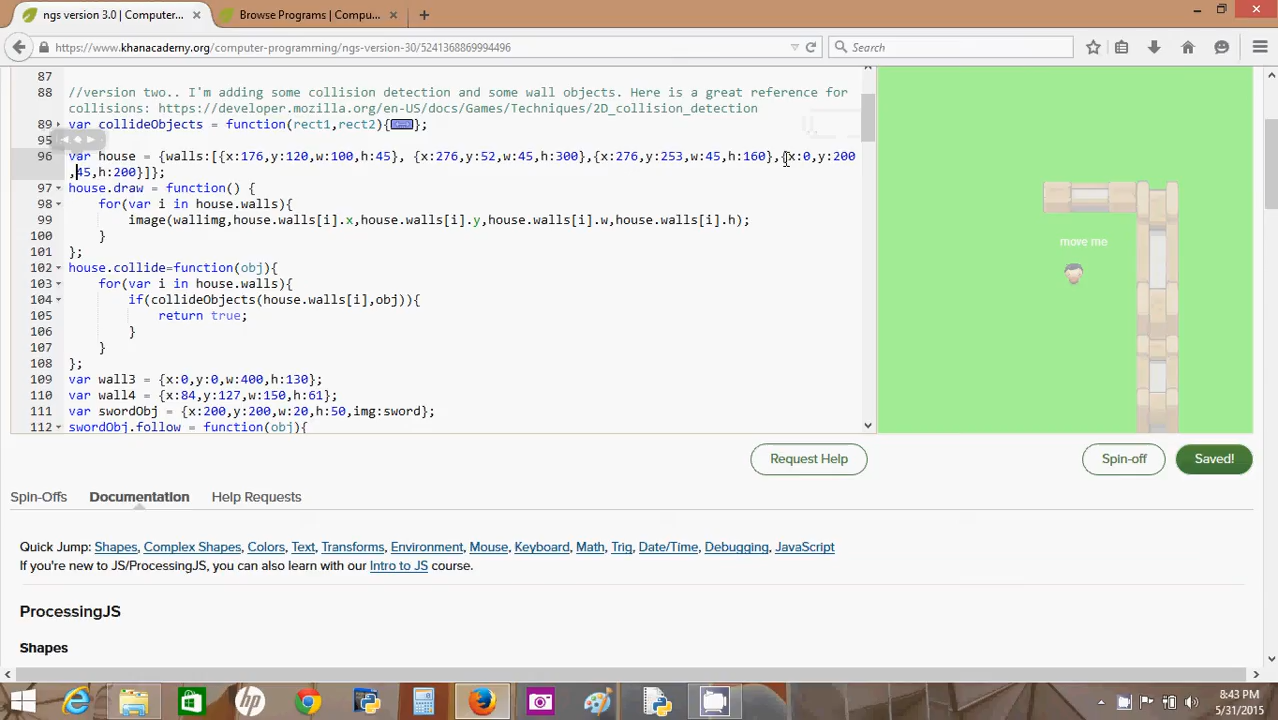 ngs version 3.0 | Computer... × Browse Programs | Compu... × +
https://www.khanacademy.org/computer-programming/ngs-version-30/5241368869994496 Search
87
88 //version two.. I'm adding some collision detection and some wall objects. Here is a great reference for
collisions: https://developer.mozilla.org/en-US/docs/Games/Techniques/2D_collision_detection
89 var collideObjects = function(rect1,rect2){};
95
96 var house = {walls:[{x:176,y:120,w:100,h:45}, {x:276,y:52,w:45,h:300},{x:276,y:253,w:45,h:160},{x:0,y:200
,45,h:200}]};
97 house.draw = function() {
98 for(var i in house.walls){
99 image(wallimg,house.walls[i].x,house.walls[i].y,house.walls[i].w,house.walls[i].h);
100 }
101 };
102 house.collide=function(obj){
103 for(var i in house.walls){
104 if(collideObjects(house.walls[i],obj)){
105 return true;
106 }
107 }
108 };
109 var wall3 = {x:0,y:0,w:400,h:130};
110 var wall4 = {x:84,y:127,w:150,h:61};
111 var swordObj = {x:200,y:200,w:20,h:50,img:sword};
112 swordObj.follow = function(obj){
move me
Request Help Spin-off Saved!
Spin-Offs Documentation Help Requests
Quick Jump: Shapes, Complex Shapes, Colors, Text, Transforms, Environment, Mouse, Keyboard, Math, Trig, Date/Time, Debugging, JavaScript
If you're new to JS/ProcessingJS, you can also learn with our Intro to JS course.
ProcessingJS
Shapes
hp
8:43 PM
5/31/2015